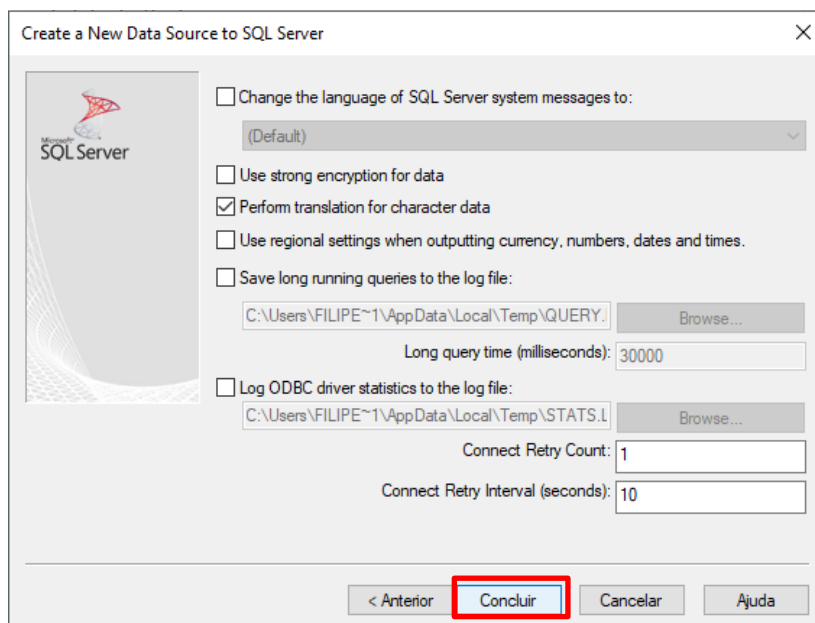 Create a New Data Source to SQL Server
Microsoft®
SQL Server
Change the language of SQL Server system messages to:
(Default)
Use strong encryption for data
Perform translation for character data
Use regional settings when outputting currency, numbers, dates and times.
Save long running queries to the log file:
C:\Users\FILIPE~1\AppData\Local\Temp\QUERY. Browse...
Long query time (milliseconds): 30000
Log ODBC driver statistics to the log file:
C:\Users\FILIPE~1\AppData\Local\Temp\STATS.L Browse...
Connect Retry Count: 1
Connect Retry Interval (seconds): 10
< Anterior Concluir Cancelar Ajuda